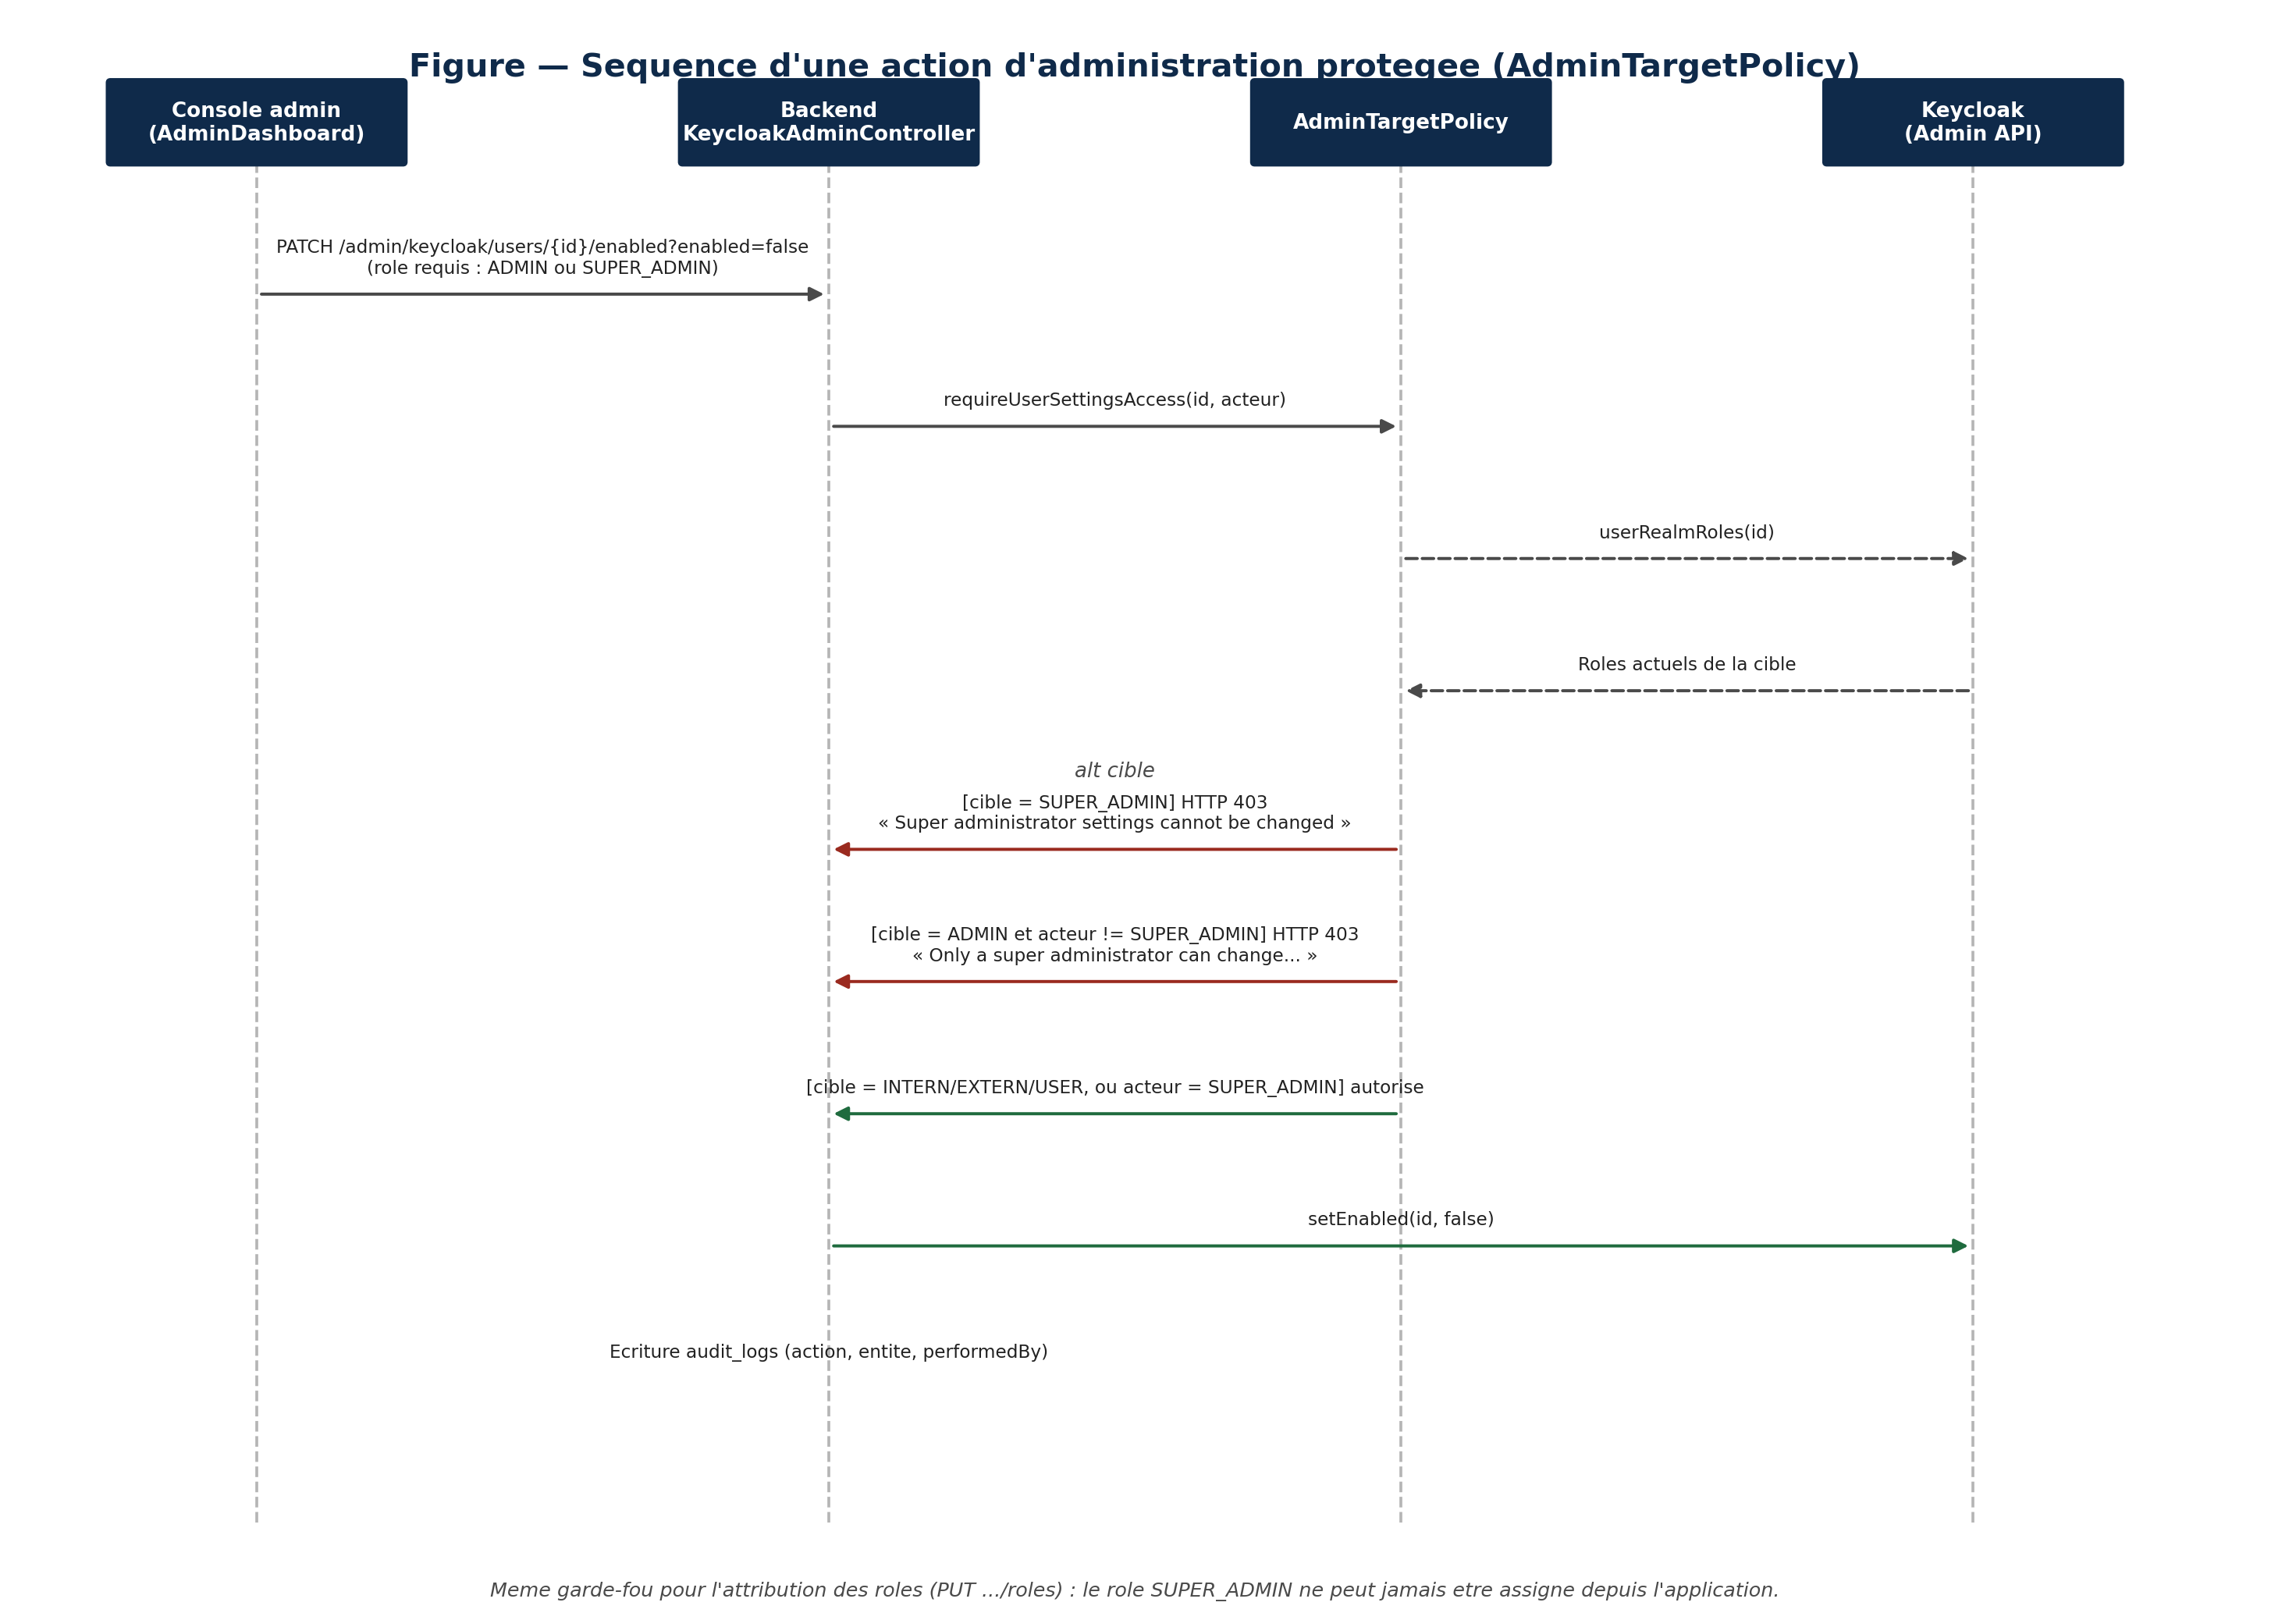 Figure — Sequence d'une action d'administration protegee (AdminTargetPolicy)
Console admin
(AdminDashboard)
Backend
KeycloakAdminController
AdminTargetPolicy
Keycloak
(Admin API)
PATCH /admin/keycloak/users/{id}/enabled?enabled=false
(role requis : ADMIN ou SUPER_ADMIN)
requireUserSettingsAccess(id, acteur)
userRealmRoles(id)
Roles actuels de la cible
alt cible
[cible = SUPER_ADMIN] HTTP 403
« Super administrator settings cannot be changed »
[cible = ADMIN et acteur != SUPER_ADMIN] HTTP 403
« Only a super administrator can change... »
[cible = INTERN/EXTERN/USER, ou acteur = SUPER_ADMIN] autorise
setEnabled(id, false)
Ecriture audit_logs (action, entite, performedBy)
Meme garde-fou pour l'attribution des roles (PUT .../roles) : le role SUPER_ADMIN ne peut jamais etre assigne depuis l'application.